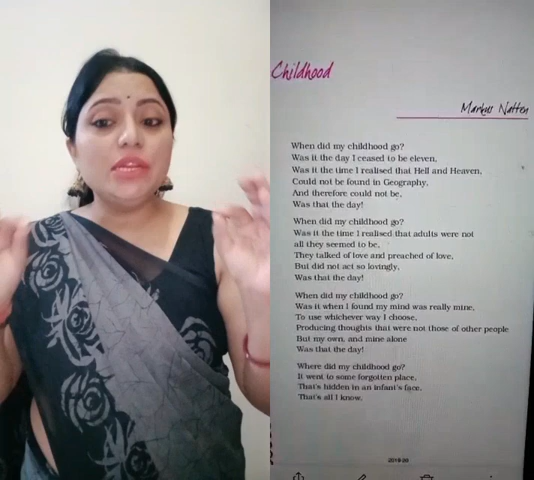 Childhood
Markus Natten
When did my childhood go?
Was it the day I ceased to be eleven,
Was it the time I realised that Hell and Heaven,
Could not be found in Geography,
And therefore could not be,
Was that the day!
When did my childhood go?
Was it the time I realised that adults were not
all they seemed to be,
They talked of love and preached of love,
But did not act so lovingly,
Was that the day!
When did my childhood go?
Was it when I found my mind was really mine,
To use whichever way I choose,
Producing thoughts that were not those of other people
But my own, and mine alone
Was that the day!
Where did my childhood go?
It went to some forgotten place,
That's hidden in an infant's face,
That's all I know.
2019-20